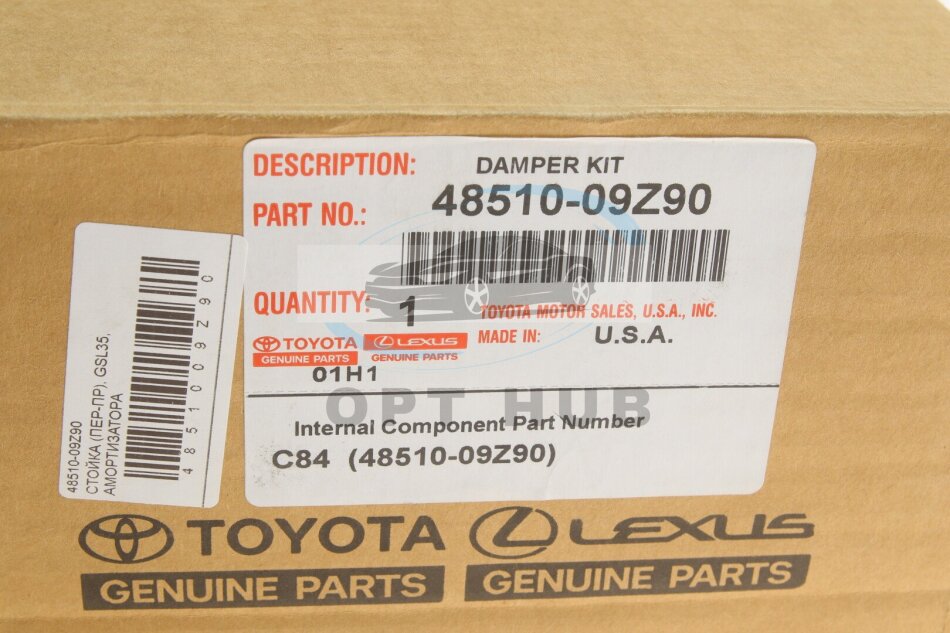 DESCRIPTION: DAMPER KIT
PART NO.: 48510-09Z90
QUANTITY: 1
TOYOTA MOTOR SALES, U.S.A., INC.
MADE IN: U.S.A.
TOYOTA LEXUS
GENUINE PARTS GENUINE PARTS
01H1
OPT HUB
Internal Component Part Number
C84 (48510-09Z90)
48510-09Z90
СТОЙКА (ПЕР-ПР), GSL35,
АМОРТИЗАТОРА
4851009Z90
TOYOTA LEXUS
GENUINE PARTS GENUINE PARTS